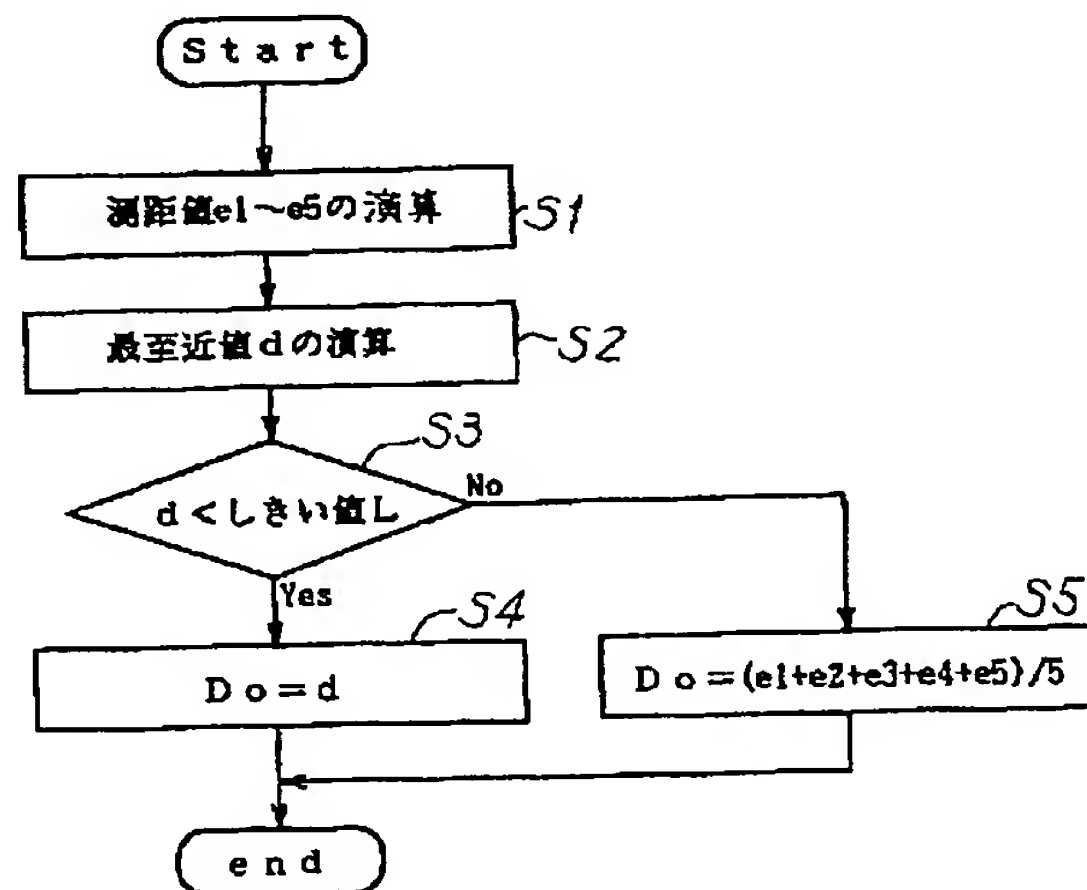 Start
測距値e1~e5の演算
S1
最至近値dの演算
S2
S3
d<しきい値L
No
Yes
S4
Do=d
S5
Do=(e1+e2+e3+e4+e5)/5
end